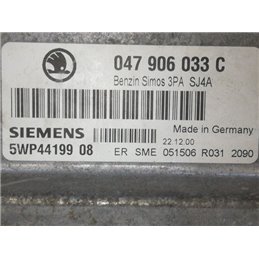 047 906 033 C
Benzin Simos 3PA SJ4A
SIEMENS Made in Germany
22.12.00
5WP44199 08 ER SME 051506 R031 2090